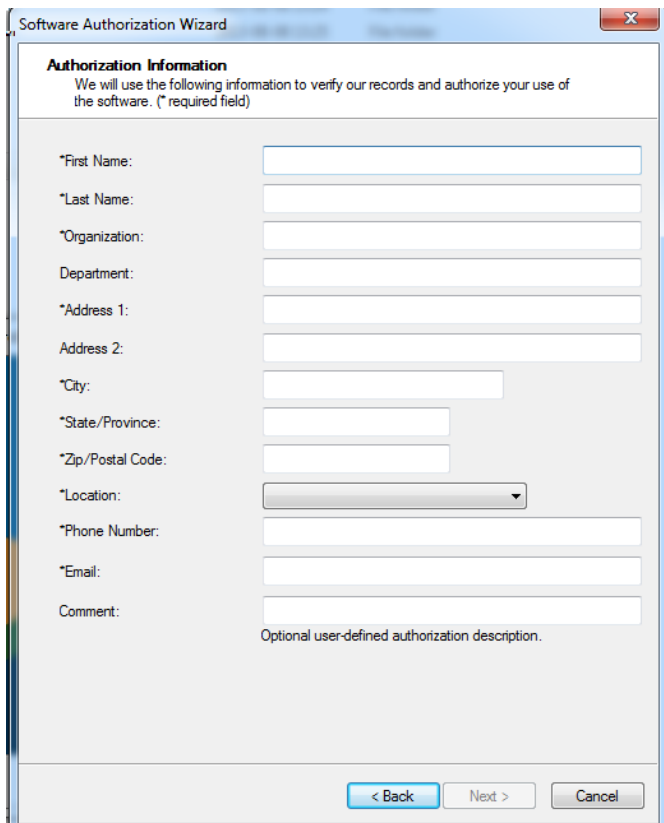 Software Authorization Wizard
Authorization Information
We will use the following information to verify our records and authorize your use of
the software. (* required field)
*First Name:
*Last Name:
*Organization:
Department:
*Address 1:
Address 2:
*City:
*State/Province:
*Zip/Postal Code:
*Location:
*Phone Number:
*Email:
Comment:
Optional user-defined authorization description.
< Back Next > Cancel